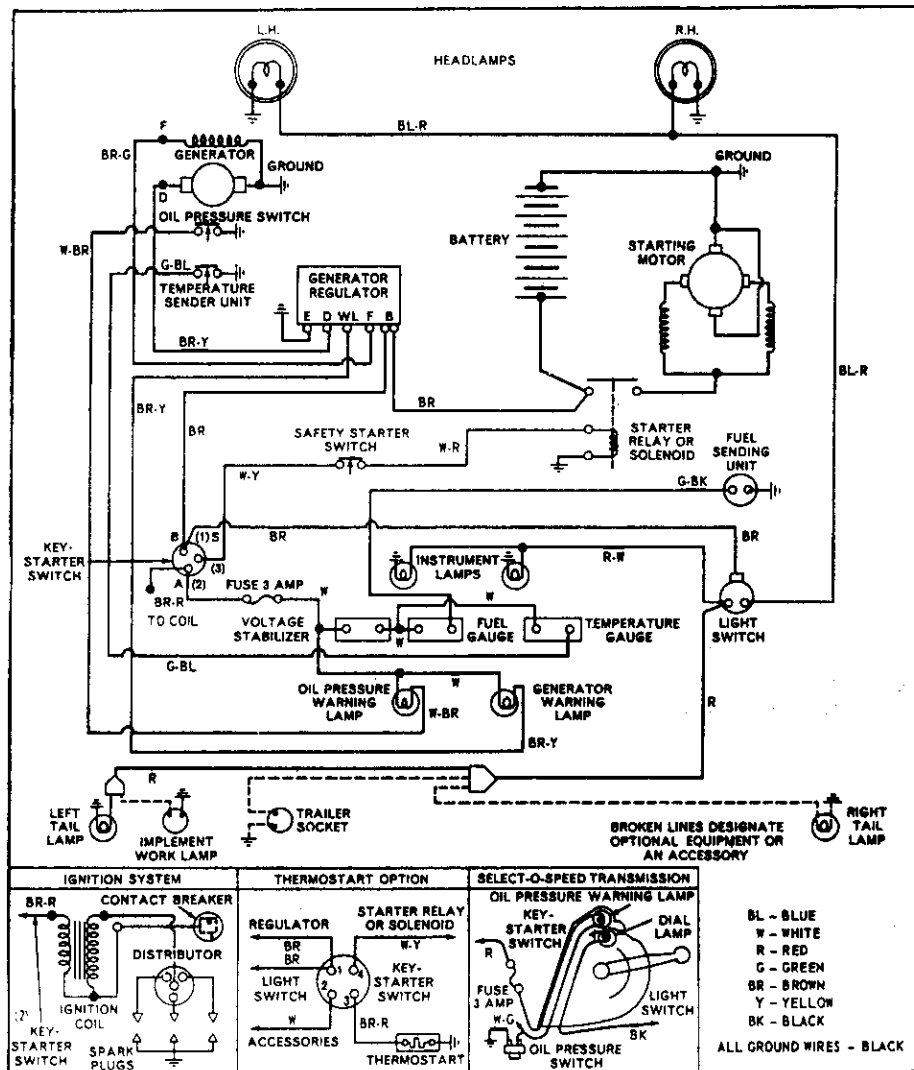 L.H.
R.H.
HEADLAMPS
BL-R
F
BR-G
GENERATOR
GROUND
D
OIL PRESSURE SWITCH
W-BR
G-BL
TEMPERATURE
SENDER UNIT
GENERATOR
REGULATOR
E D WL F B
BR-Y
BATTERY
GROUND
STARTING
MOTOR
BL-R
BR-Y
BR
BR
SAFETY STARTER
SWITCH
W-R
W-Y
STARTER
RELAY OR
SOLENOID
FUEL
SENDING
UNIT
G-BK
B
(1) S
BR
BR
KEY-
STARTER
SWITCH
A (2)
(3)
BR-R
TO COIL
FUSE 3 AMP
W
INSTRUMENT
LAMPS
R-W
W
VOLTAGE
STABILIZER
W
FUEL
GAUGE
TEMPERATURE
GAUGE
LIGHT
SWITCH
G-BL
OIL PRESSURE
WARNING
LAMP
W
W-BR
GENERATOR
WARNING
LAMP
BR-Y
R
R
LEFT
TAIL
LAMP
IMPLEMENT
WORK LAMP
TRAILER
SOCKET
BROKEN LINES DESIGNATE
OPTIONAL EQUIPMENT OR
AN ACCESSORY
RIGHT
TAIL
LAMP
IGNITION SYSTEM
BR-R
CONTACT BREAKER
DISTRIBUTOR
IGNITION
COIL
(2)
KEY-
STARTER
SWITCH
SPARK
PLUGS
THERMOSTART OPTION
REGULATOR
STARTER RELAY
OR SOLENOID
BR
BR
W-Y
1 4
2 3
LIGHT
SWITCH
KEY-
STARTER
SWITCH
W
ACCESSORIES
BR-R
THERMOSTART
SELECT-O-SPEED TRANSMISSION
OIL PRESSURE WARNING LAMP
KEY-
STARTER
SWITCH
DIAL
LAMP
R
FUSE
3 AMP
W-G
LIGHT
SWITCH
BK
OIL PRESSURE
SWITCH
BL ~ BLUE
W - WHITE
R - RED
G - GREEN
BR - BROWN
Y - YELLOW
BK - BLACK
ALL GROUND WIRES - BLACK